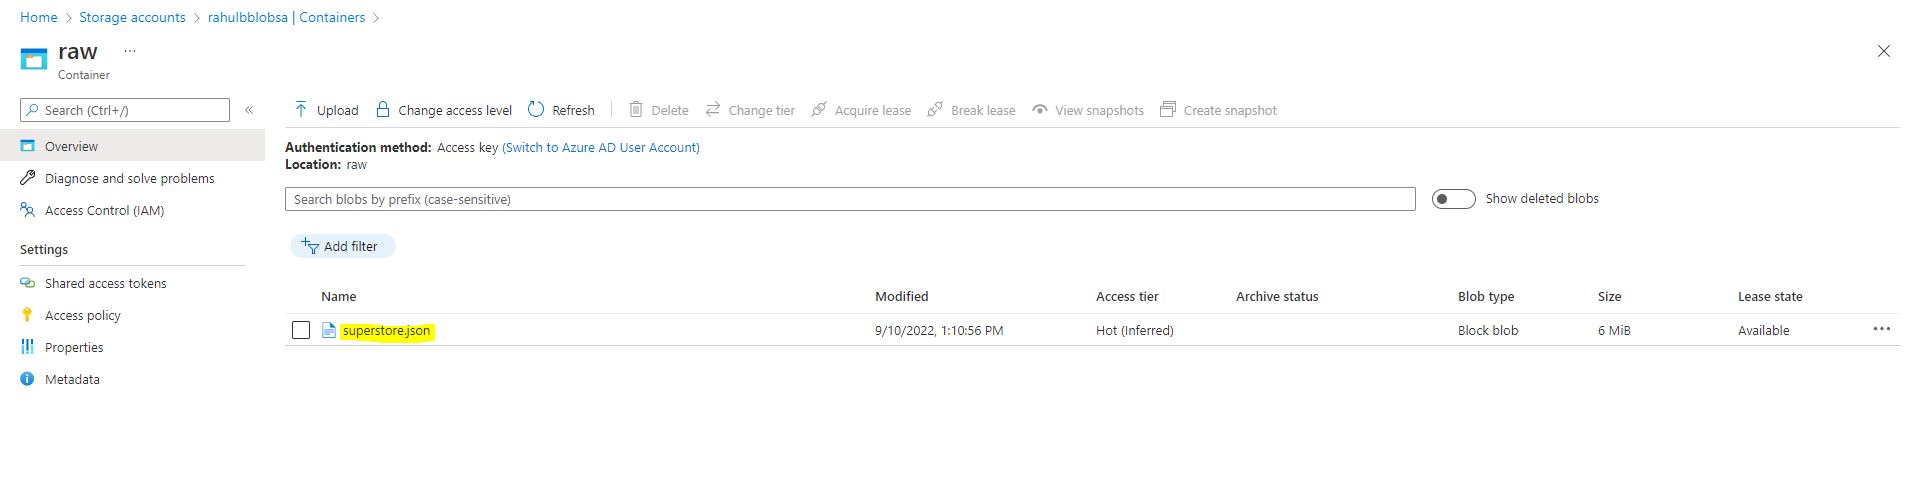 Home > Storage accounts > rahulbblobsa | Containers >
raw ...
Container
Search (Ctrl+/) «
Overview
Diagnose and solve problems
Access Control (IAM)
Settings
Shared access tokens
Access policy
Properties
Metadata
Upload Change access level Refresh Delete Change tier Acquire lease Break lease View snapshots Create snapshot
Authentication method: Access key (Switch to Azure AD User Account)
Location: raw
Search blobs by prefix (case-sensitive) Show deleted blobs
Add filter
Name Modified Access tier Archive status Blob type Size Lease state
superstore.json 9/10/2022, 1:10:56 PM Hot (Inferred) Block blob 6 MiB Available ...